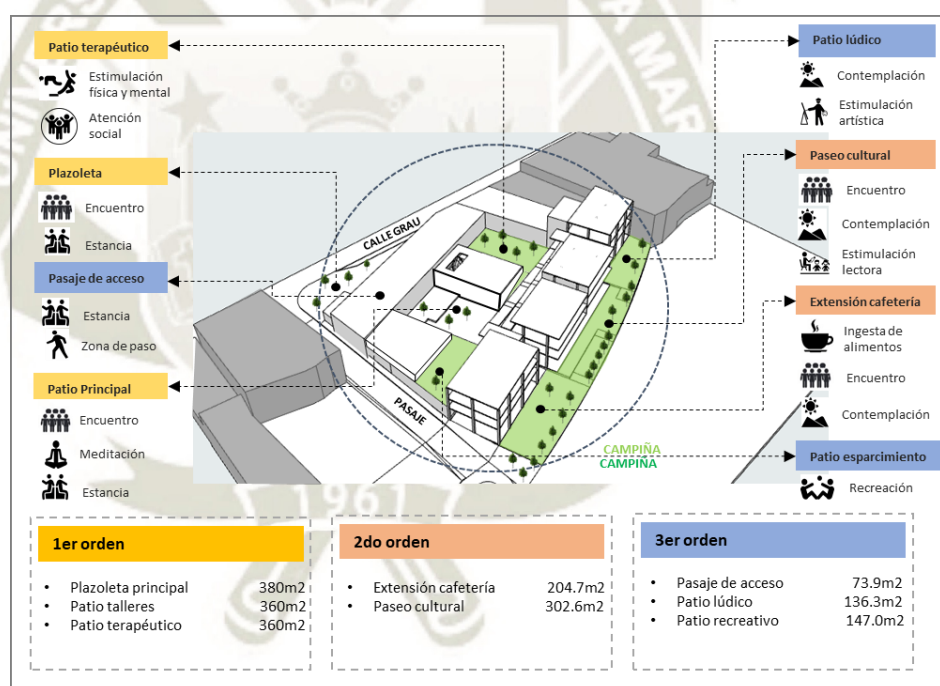 Patio terapéutico
Estimulación
física y mental
Atención
social
Plazoleta
Encuentro
Estancia
Pasaje de acceso
Estancia
Zona de paso
Patio Principal
Encuentro
Meditación
Estancia
CALLE GRAU
PASAJE
CAMPIÑA
CAMPIÑA
Patio lúdico
Contemplación
Estimulación
artística
Paseo cultural
Encuentro
Contemplación
Estimulación
lectora
Extensión cafetería
Ingesta de
alimentos
Encuentro
Contemplación
Patio esparcimiento
Recreación
1961
1er orden
• Plazoleta principal 380m2
• Patio talleres 360m2
• Patio terapéutico 360m2
2do orden
• Extensión cafetería 204.7m2
• Paseo cultural 302.6m2
3er orden
• Pasaje de acceso 73.9m2
• Patio lúdico 136.3m2
• Patio recreativo 147.0m2